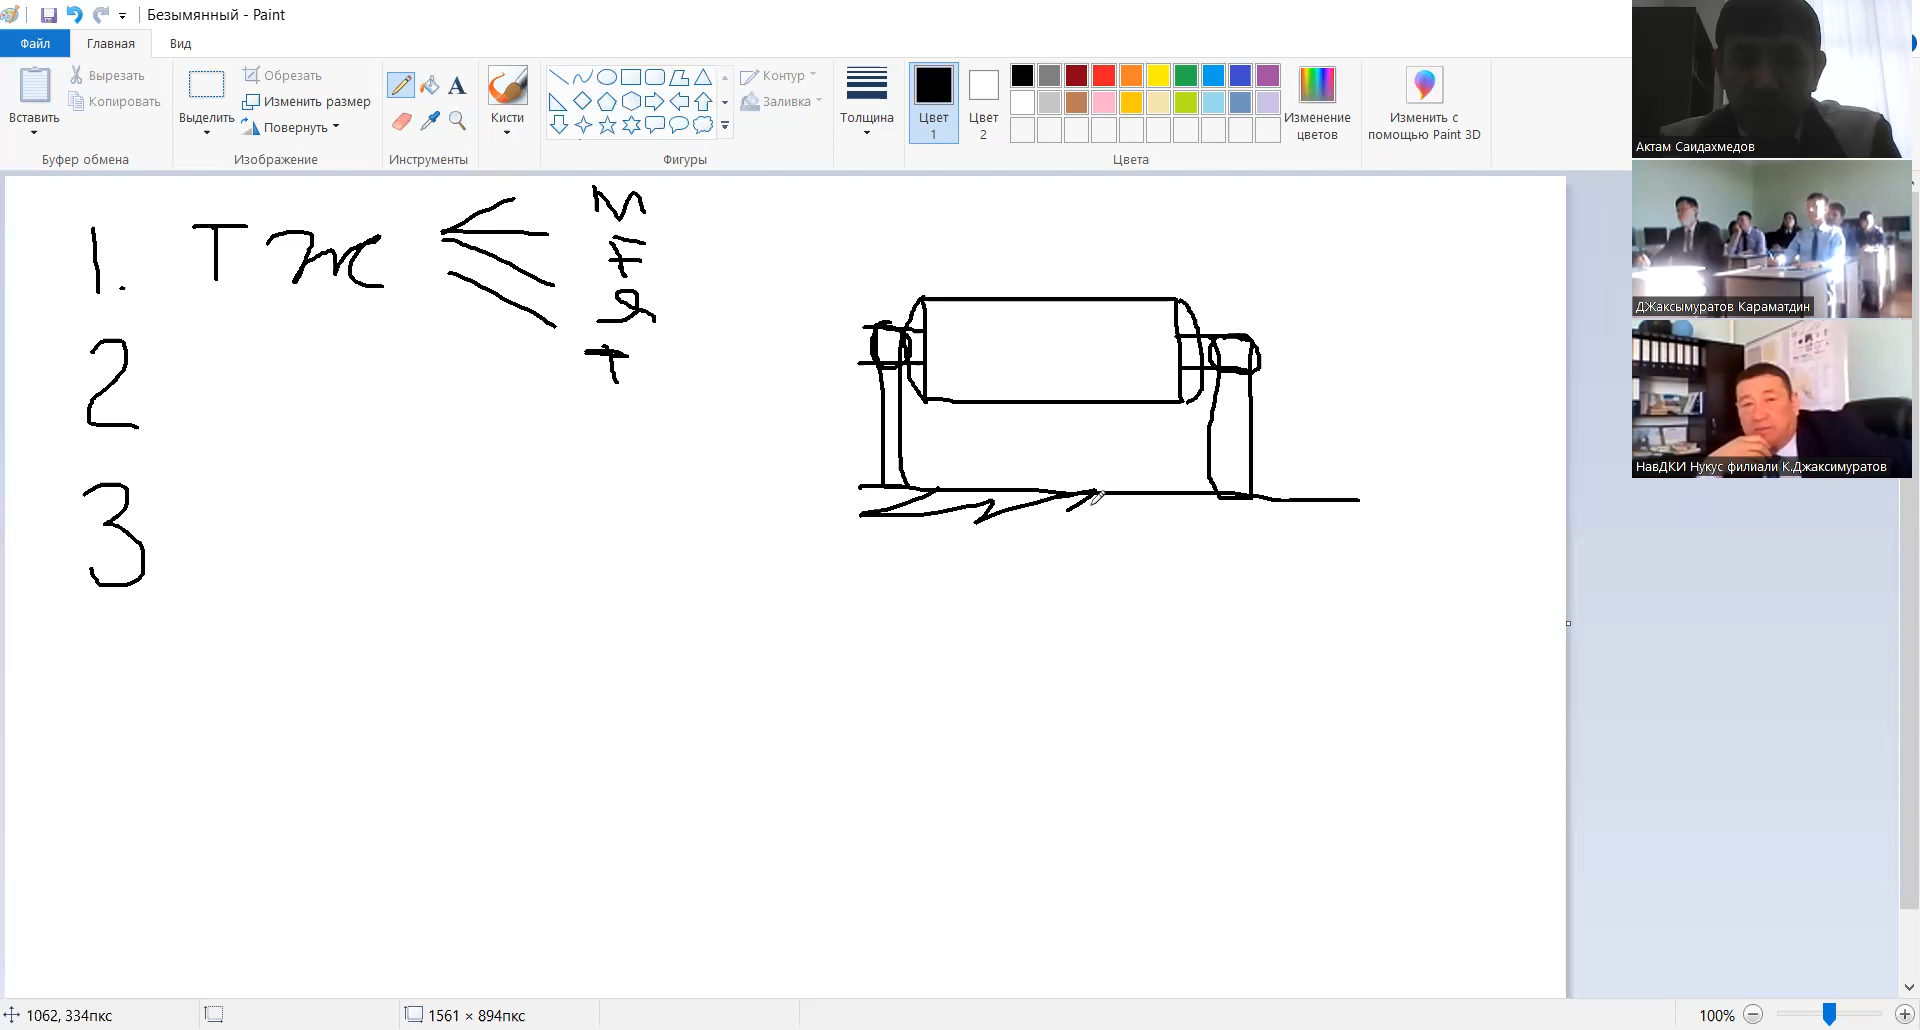 Безымянный - Paint
Файл Главная Вид
Вставить
Вырезать
Копировать
Буфер обмена
Выделить
Обрезать
Изменить размер
Повернуть
Изображение
Инструменты
Кисти
Контур
Заливка
Фигуры
Толщина
Цвет 1
Цвет 2
Изменение цветов
Цвета
Изменить с помощью Paint 3D
1. ТЖ
2
3
Актам Саидахмедов
ДЖаксымуратов Караматдин
НавДКИ Нукус филиали К.Джаксимуратов
1062, 334пкс
1561 × 894пкс
100%